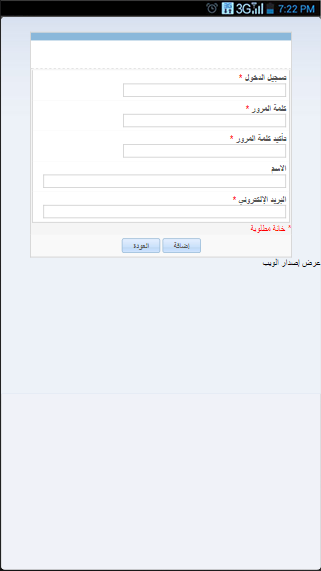 3G 7:22 PM
تسجيل الدخول *
كلمة المرور *
تأكيد كلمة المرور *
الاسم
البريد الإلكتروني *
* خانة مطلوبة
إضافة
العودة
عرض إصدار الويب